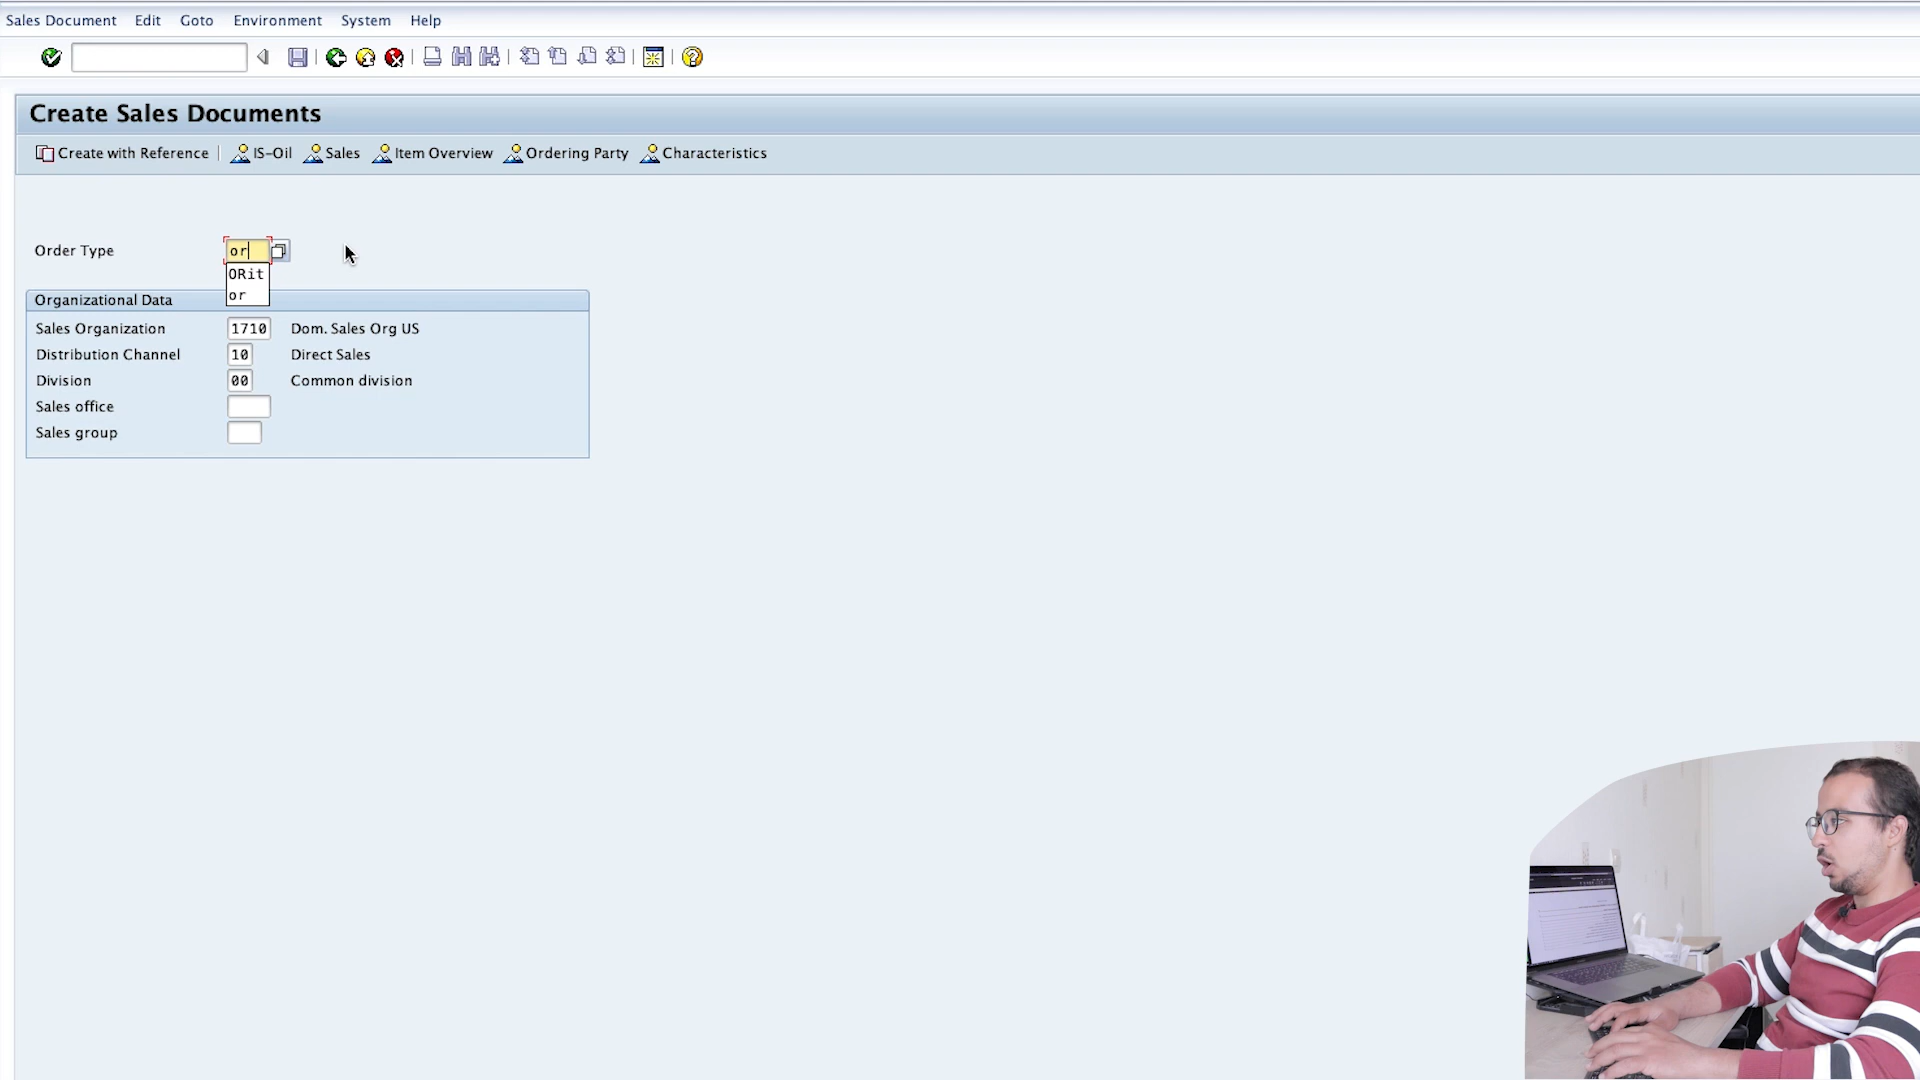 Sales Document Edit Goto Environment System Help
Create Sales Documents
Create with Reference IS-Oil Sales Item Overview Ordering Party Characteristics
Order Type or
ORit
or
Organizational Data
Sales Organization 1710 Dom. Sales Org US
Distribution Channel 10 Direct Sales
Division 00 Common division
Sales office
Sales group